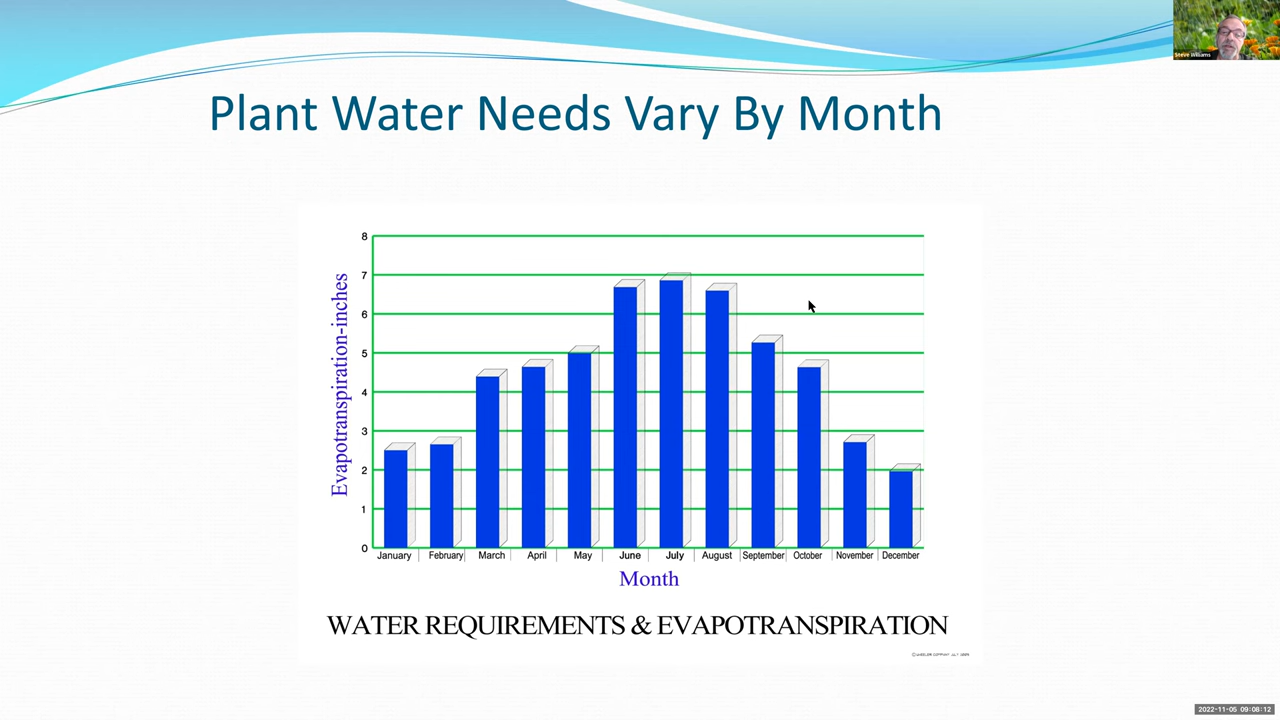 Steve Williams
Plant Water Needs Vary By Month
Evapotranspiration-inches
8
7
6
5
4
3
2
1
0
January February March April May June July August September October November December
Month
WATER REQUIREMENTS & EVAPOTRANSPIRATION
2022-11-05 09:08:12